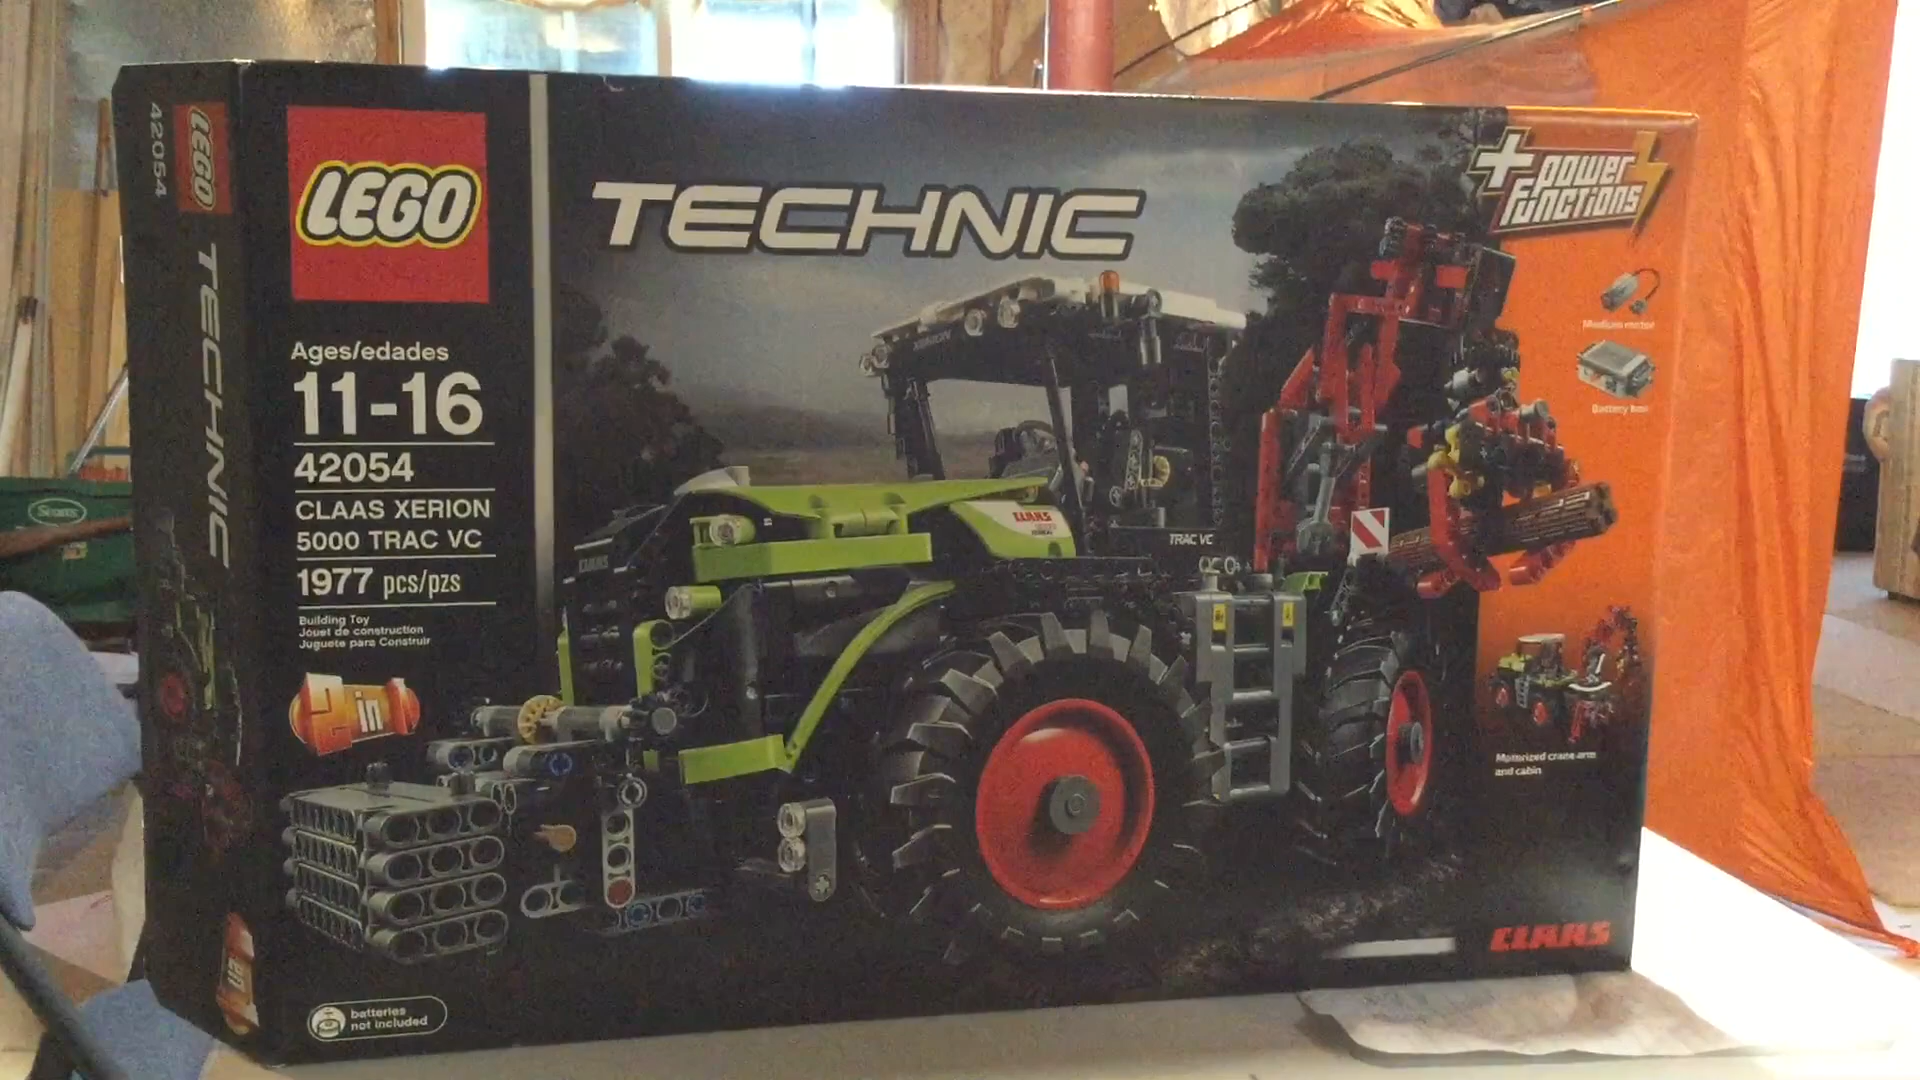 42054
LEGO
TECHNIC
LEGO
TECHNIC
+power
functions
Medium motor
Battery box
Ages/edades
11-16
42054
CLAAS XERION
5000 TRAC VC
1977 pcs/pzs
Building Toy
Jouet de construction
Juguete para Construir
2 in 1
XERION
CLAAS
CLAAS
TRAC VC
Motorized crane arm
and cabin
CLAAS
batteries
not included